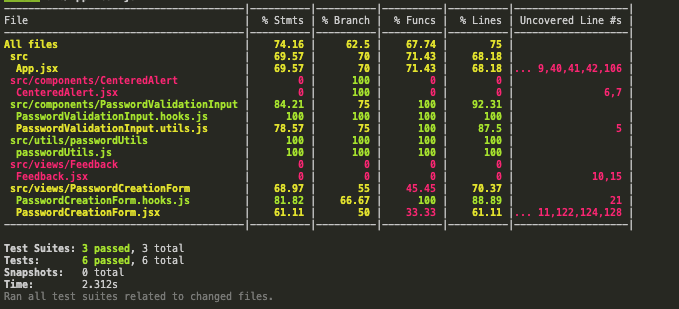 File | % Stmts | % Branch | % Funcs | % Lines | Uncovered Line #s |
All files | 74.16 | 62.5 | 67.74 | 75 | |
src | 69.57 | 70 | 71.43 | 68.18 | |
App.jsx | 69.57 | 70 | 71.43 | 68.18 | ... 9,40,41,42,106 |
src/components/CenteredAlert | 0 | 100 | 0 | 0 | |
CenteredAlert.jsx | 0 | 100 | 0 | 0 | 6,7 |
src/components/PasswordValidationInput | 84.21 | 75 | 100 | 92.31 | |
PasswordValidationInput.hooks.js | 100 | 100 | 100 | 100 | |
PasswordValidationInput.utils.js | 78.57 | 75 | 100 | 87.5 | 5 |
src/utils/passwordUtils | 100 | 100 | 100 | 100 | |
passwordUtils.js | 100 | 100 | 100 | 100 | |
src/views/Feedback | 0 | 0 | 0 | 0 | |
Feedback.jsx | 0 | 0 | 0 | 0 | 10,15 |
src/views/PasswordCreationForm | 68.97 | 55 | 45.45 | 70.37 | |
PasswordCreationForm.hooks.js | 81.82 | 66.67 | 100 | 88.89 | 21 |
PasswordCreationForm.jsx | 61.11 | 50 | 33.33 | 61.11 | ... 11,122,124,128 |
Test Suites: 3 passed, 3 total
Tests: 6 passed, 6 total
Snapshots: 0 total
Time: 2.312s
Ran all test suites related to changed files.